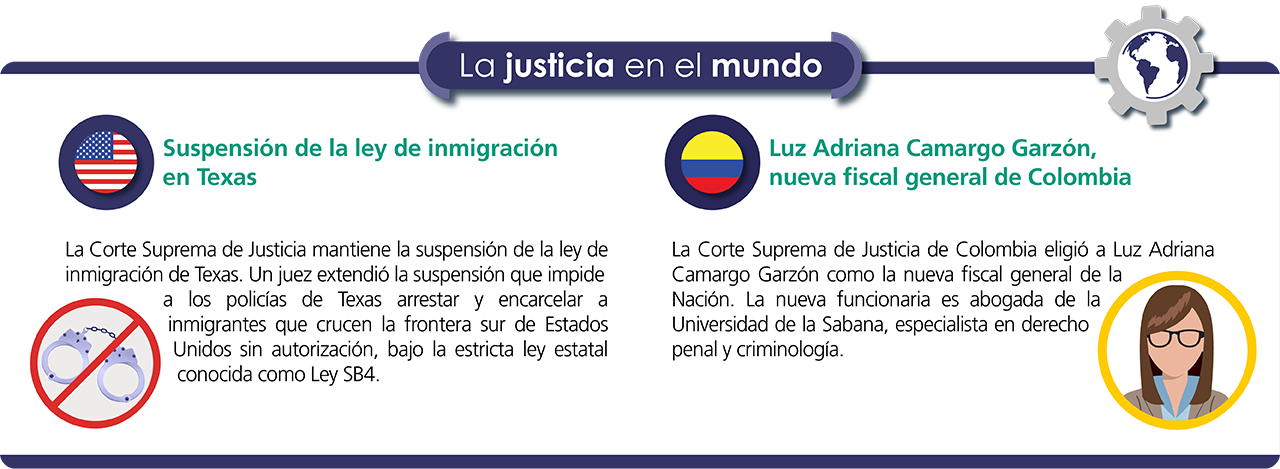 La justicia en el mundo
Suspensión de la ley de inmigración
en Texas
La Corte Suprema de Justicia mantiene la suspensión de la ley de
inmigración de Texas. Un juez extendió la suspensión que impide
a los policías de Texas arrestar y encarcelar a
inmigrantes que crucen la frontera sur de Estados
Unidos sin autorización, bajo la estricta ley estatal
conocida como Ley SB4.
Luz Adriana Camargo Garzón,
nueva fiscal general de Colombia
La Corte Suprema de Justicia de Colombia eligió a Luz Adriana
Camargo Garzón como la nueva fiscal general de la
Nación. La nueva funcionaria es abogada de la
Universidad de la Sabana, especialista en derecho
penal y criminología.